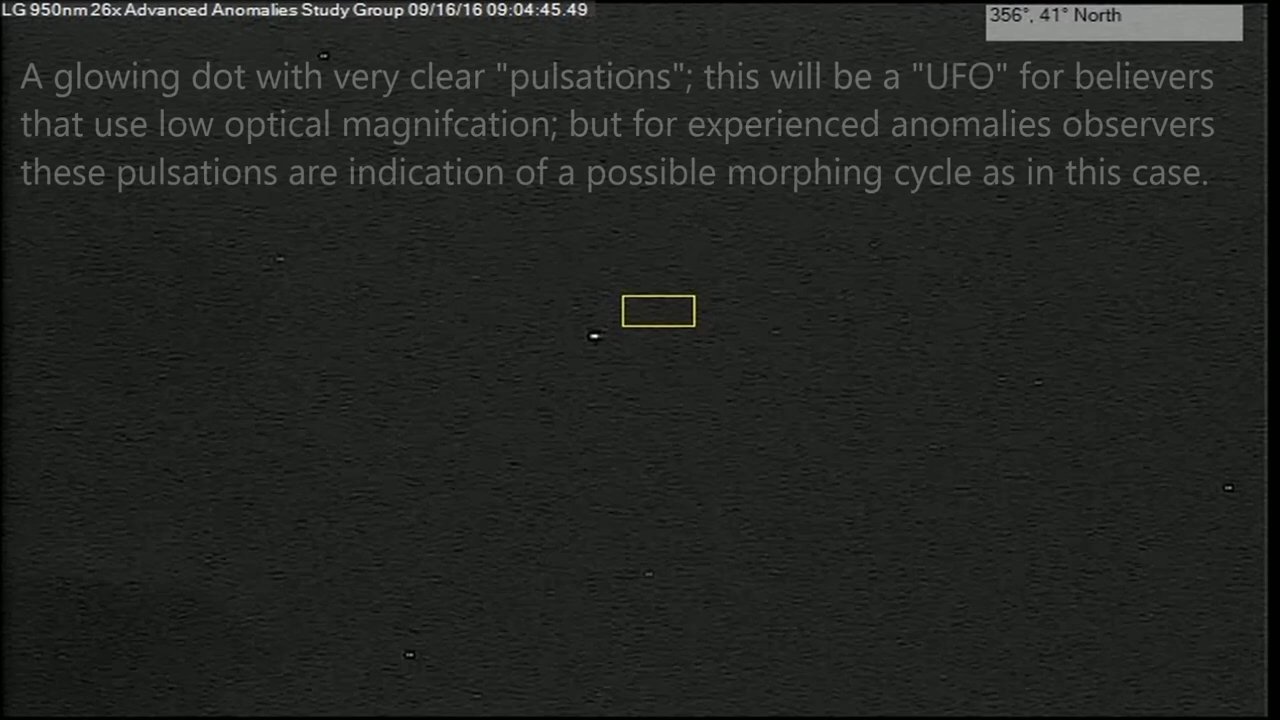 LG 950nm 26x Advanced Anomalies Study Group 09/16/16 09:04:45.49
356°, 41° North
A glowing dot with very clear "pulsations"; this will be a "UFO" for believers
that use low optical magnifcation; but for experienced anomalies observers
these pulsations are indication of a possible morphing cycle as in this case.